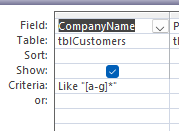 Field: CompanyName
Table: tblCustomers
Sort:
Show:
Criteria: Like "[a-g]*"
or: